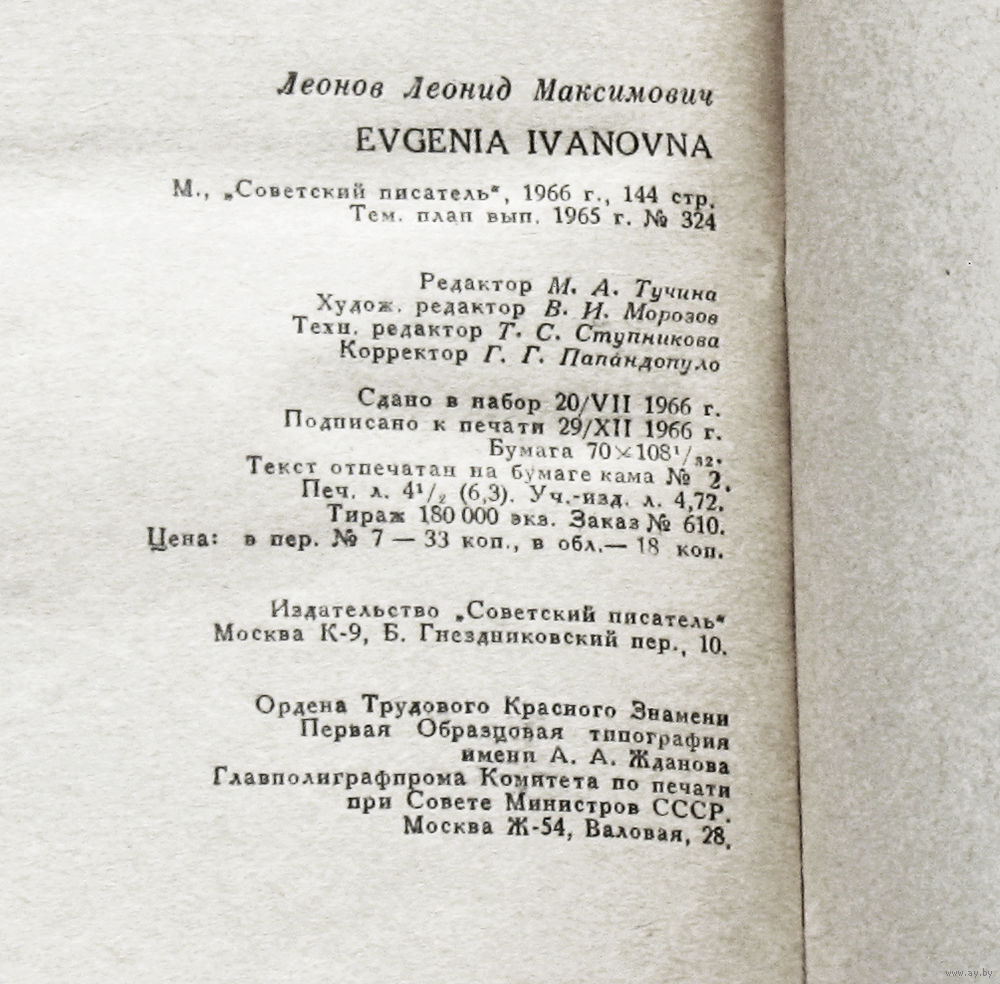 Леонов Леонид Максимович
EVGENIA IVANOVNA
М., „Советский писатель“, 1966 г., 144 стр.
Тем. план вып. 1965 г. № 324
Редактор М. А. Тучина
Худож. редактор В. И. Морозов
Техн. редактор Т. С. Ступникова
Корректор Г. Г. Папандопуло
Сдано в набор 20/VII 1966 г.
Подписано к печати 29/XII 1966 г.
Бумага 70×108¹/₃₂.
Текст отпечатан на бумаге кама № 2.
Печ. л. 4¹/₂ (6,3). Уч.-изд. л. 4,72.
Тираж 180 000 экз. Заказ № 610.
Цена: в пер. № 7 — 33 коп., в обл.— 18 коп.
Издательство „Советский писатель“
Москва К-9, Б. Гнездниковский пер., 10.
Ордена Трудового Красного Знамени
Первая Образцовая типография
имени А. А. Жданова
Главполиграфпрома Комитета по печати
при Совете Министров СССР.
Москва Ж-54, Валовая, 28.
www.ay.by